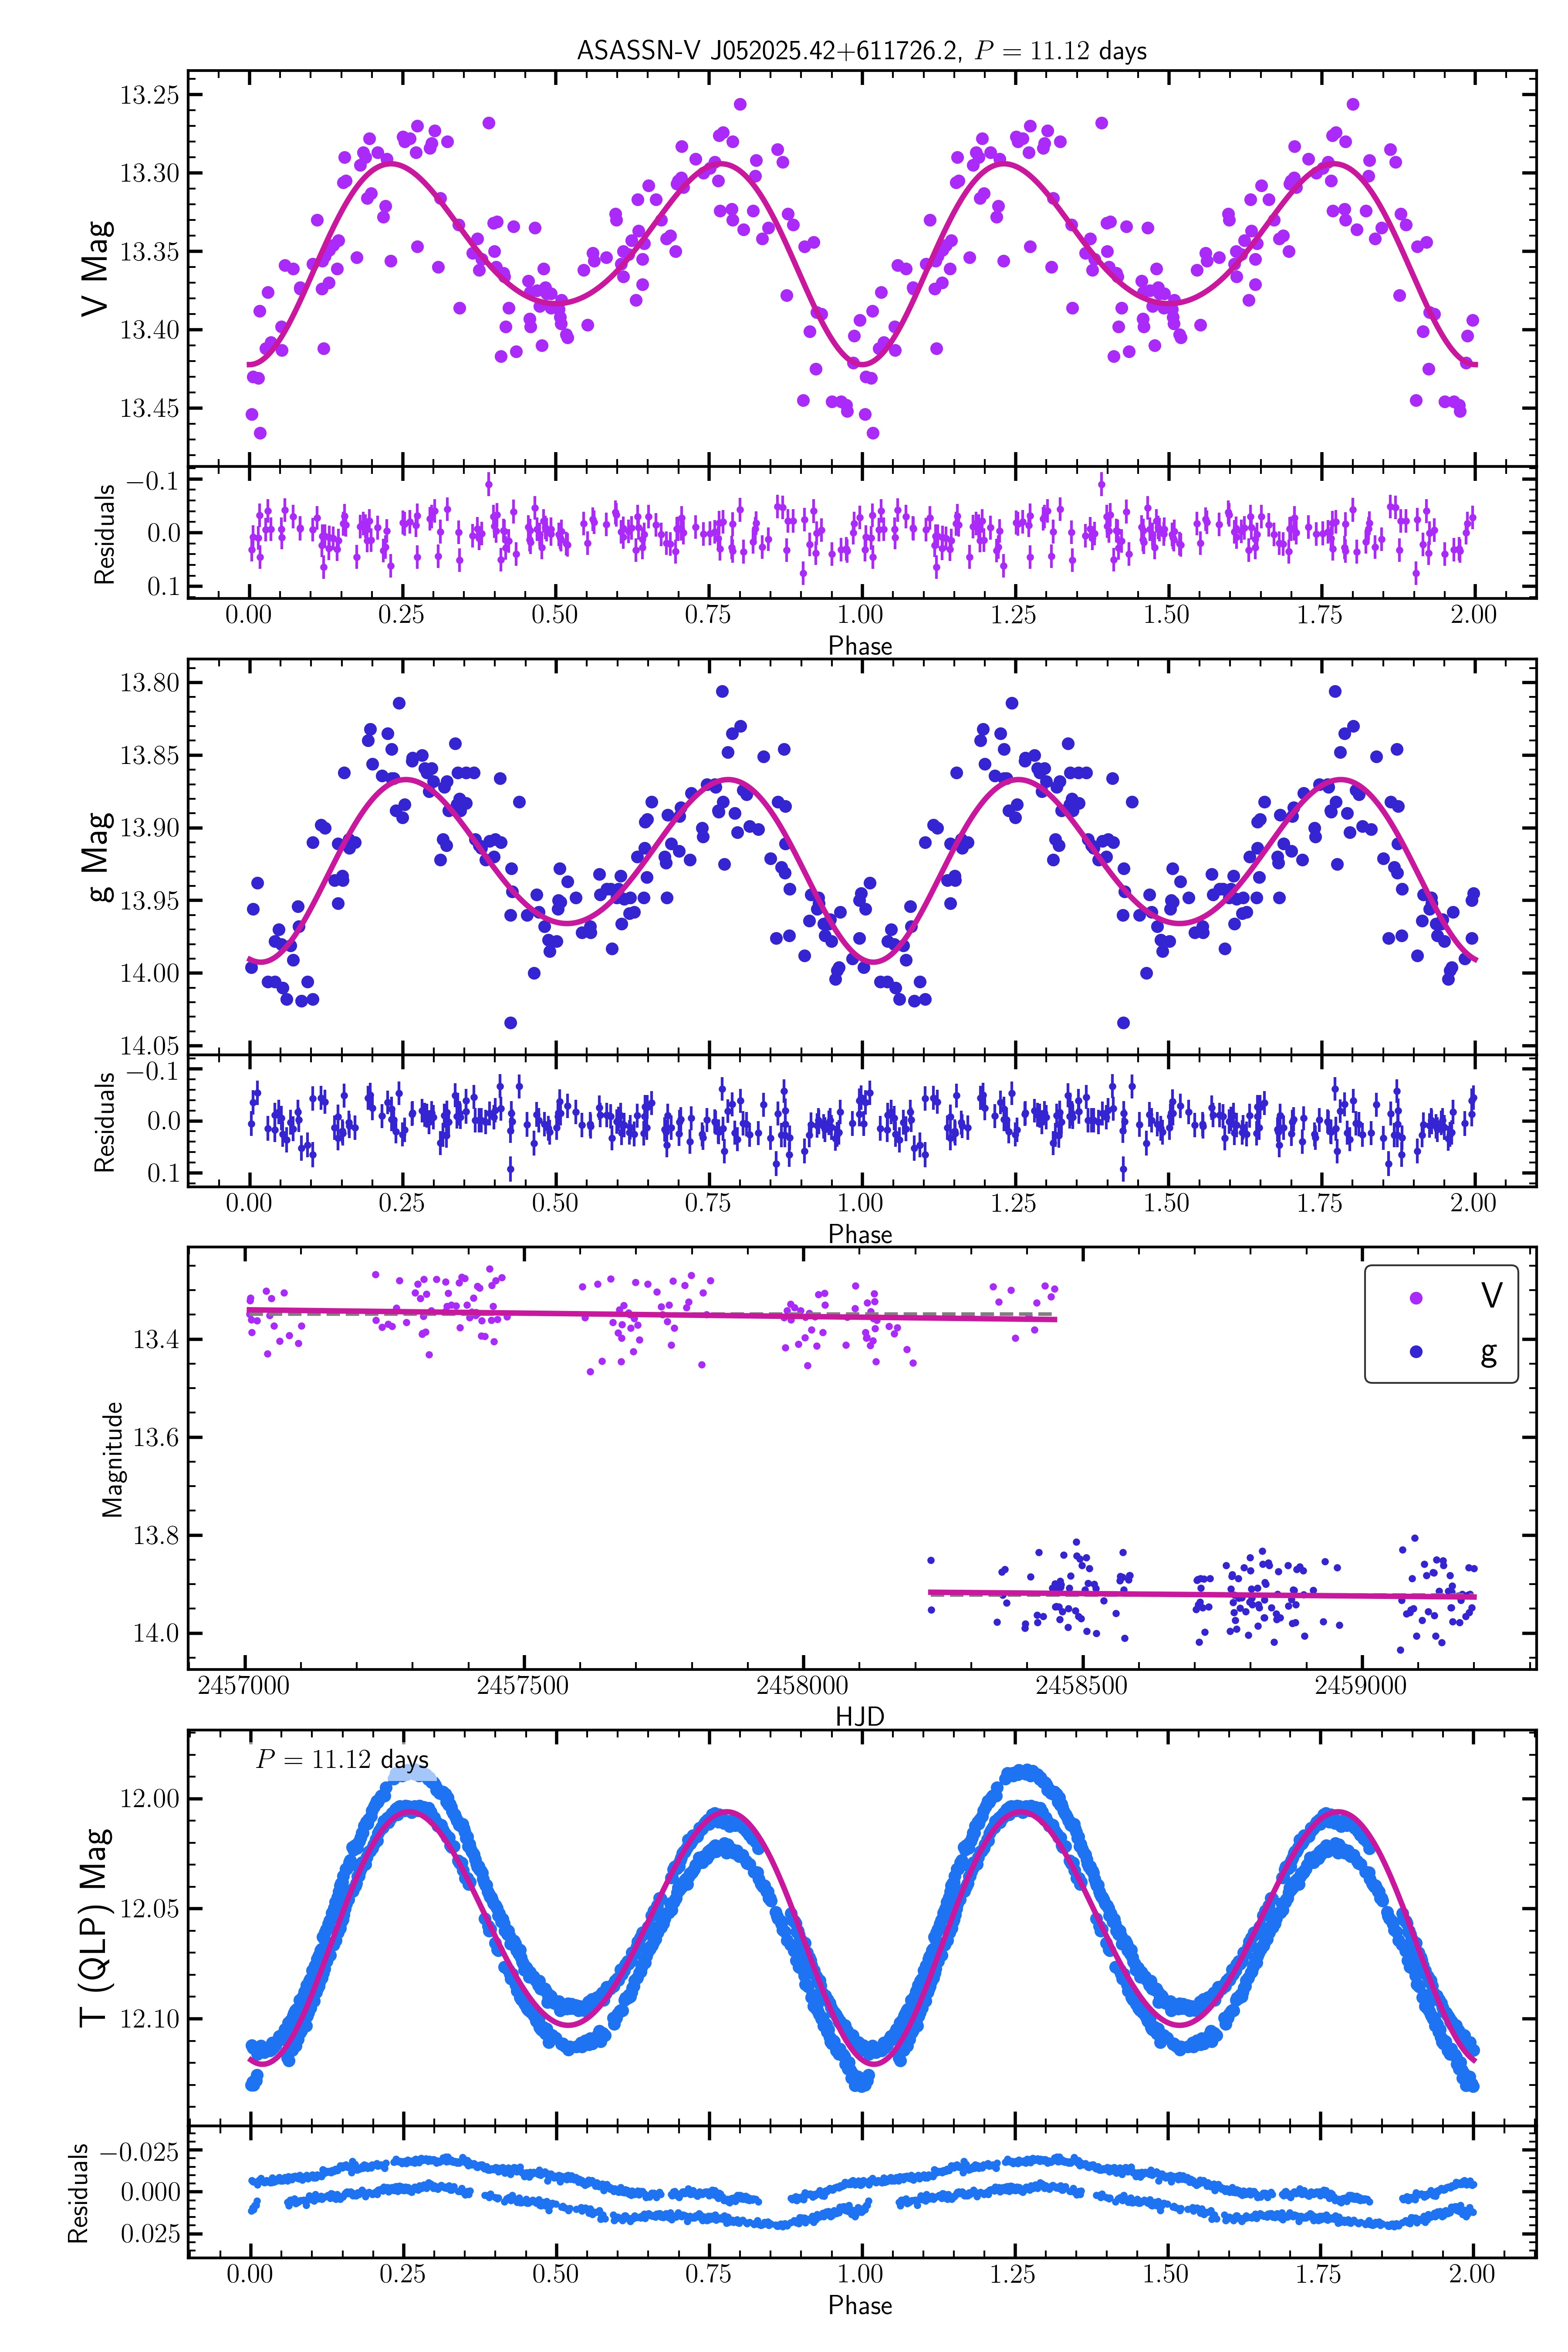 ASASSN-V J052025.42+611726.2, P = 11.12 days
13.25
13.30
13.35
13.40
13.45
V Mag
−0.1
0.0
0.1
Residuals
0.00 0.25 0.50 0.75 1.00 1.25 1.50 1.75 2.00
Phase
13.80
13.85
13.90
13.95
14.00
14.05
g Mag
−0.1
0.0
0.1
Residuals
0.00 0.25 0.50 0.75 1.00 1.25 1.50 1.75 2.00
Phase
V
g
13.4
13.6
13.8
14.0
Magnitude
2457000 2457500 2458000 2458500 2459000
HJD
P = 11.12 days
12.00
12.05
12.10
T (QLP) Mag
−0.025
0.000
0.025
Residuals
0.00 0.25 0.50 0.75 1.00 1.25 1.50 1.75 2.00
Phase